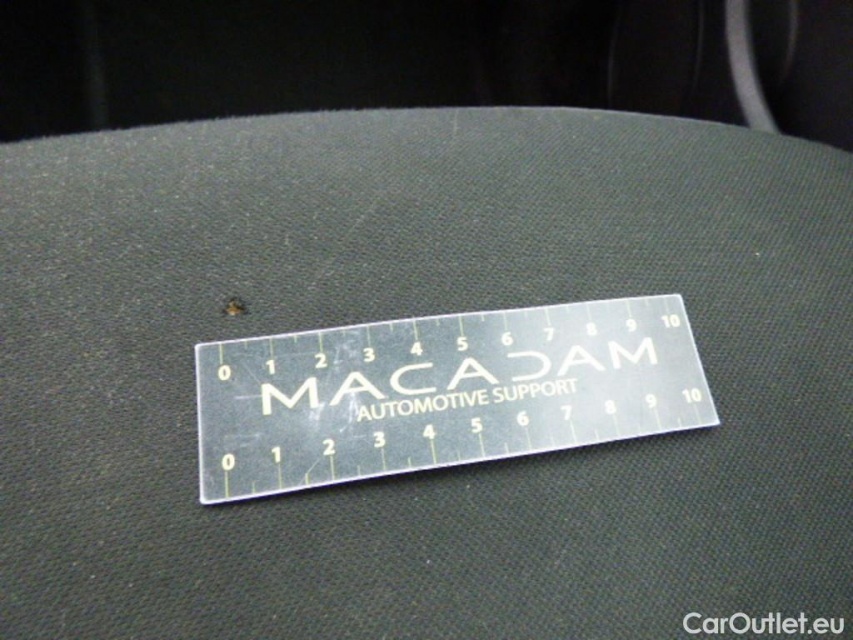 0 1 2 3 4 5 6 7 8 9 10
MACADAM
AUTOMOTIVE SUPPORT
0 1 2 3 4 5 6 7 8 9 10
CarOutlet.eu